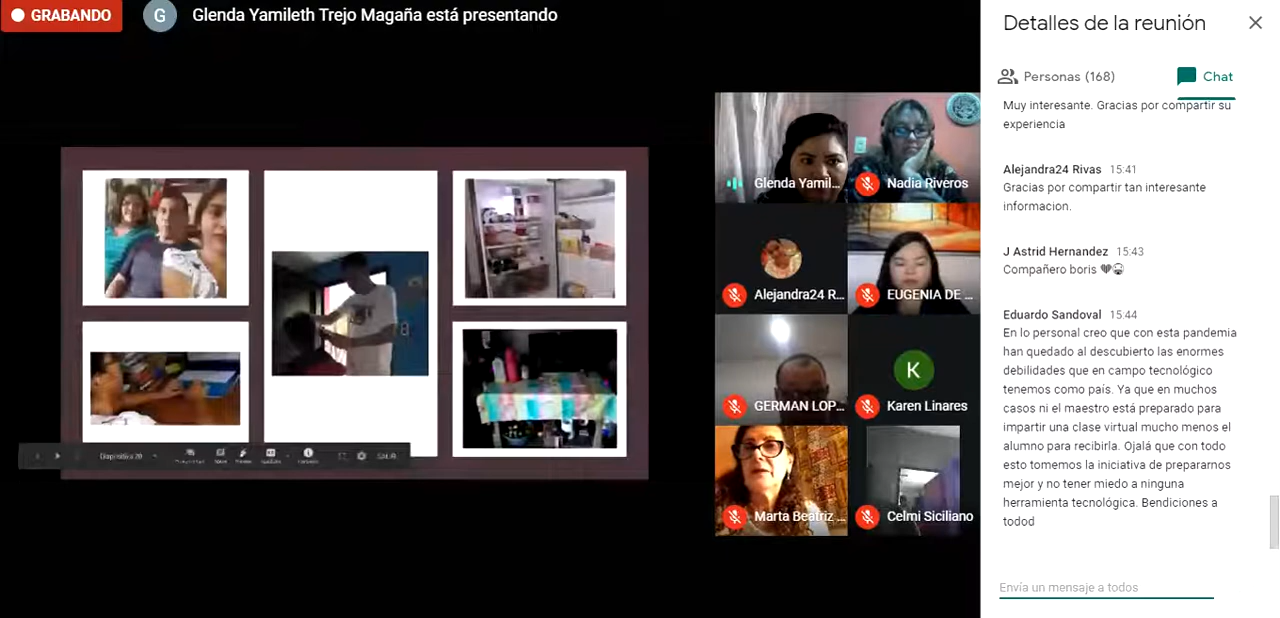 GRABANDO
G
Glenda Yamileth Trejo Magaña está presentando
Diapositiva 20
SALIR
Glenda Yamil...
Nadia Riveros
Alejandra24 R...
EUGENIA DE ...
GERMAN LOP...
K
Karen Linares
Marta Beatriz ...
Celmi Siciliano
Detalles de la reunión
Personas (168)
Chat
Muy interesante. Gracias por compartir su
experiencia
Alejandra24 Rivas 15:41
Gracias por compartir tan interesante
informacion.
J Astrid Hernandez 15:43
Compañero boris
Eduardo Sandoval 15:44
En lo personal creo que con esta pandemia
han quedado al descubierto las enormes
debilidades que en campo tecnológico
tenemos como país. Ya que en muchos
casos ni el maestro está preparado para
impartir una clase virtual mucho menos el
alumno para recibirla. Ojalá que con todo
esto tomemos la iniciativa de prepararnos
mejor y no tener miedo a ninguna
herramienta tecnológica. Bendiciones a
todod
Envía un mensaje a todos